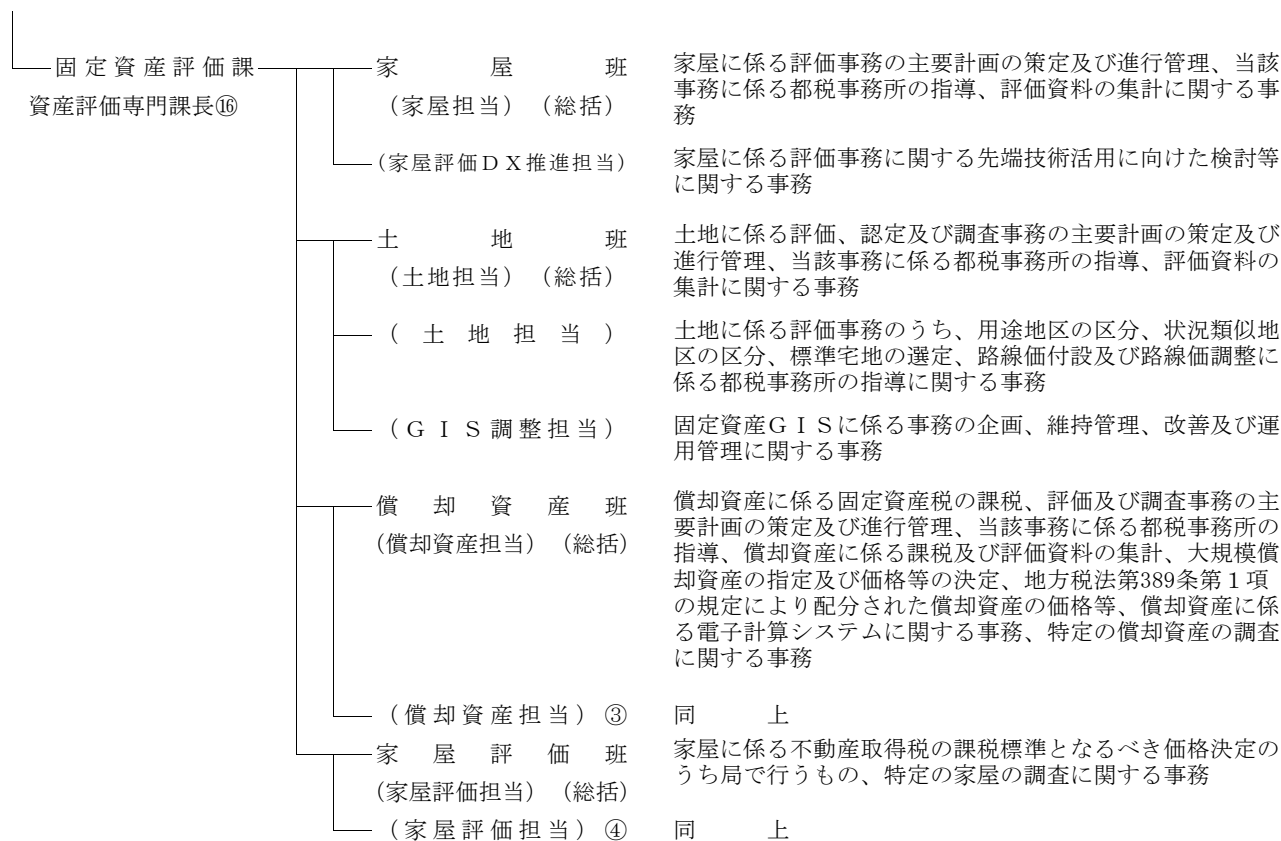 固定資産評価課
資産評価専門課長⑯
家屋班
（家屋担当）（総括）
家屋に係る評価事務の主要計画の策定及び進行管理、当該
事務に係る都税事務所の指導、評価資料の集計に関する事
務
（家屋評価ＤＸ推進担当）
家屋に係る評価事務に関する先端技術活用に向けた検討等
に関する事務
土地班
（土地担当）（総括）
土地に係る評価、認定及び調査事務の主要計画の策定及び
進行管理、当該事務に係る都税事務所の指導、評価資料の
集計に関する事務
（土地担当）
土地に係る評価事務のうち、用途地区の区分、状況類似地
区の区分、標準宅地の選定、路線価付設及び路線価調整に
係る都税事務所の指導に関する事務
（ＧＩＳ調整担当）
固定資産ＧＩＳに係る事務の企画、維持管理、改善及び運
用管理に関する事務
償却資産班
（償却資産担当）（総括）
償却資産に係る固定資産税の課税、評価及び調査事務の主
要計画の策定及び進行管理、当該事務に係る都税事務所の
指導、償却資産に係る課税及び評価資料の集計、大規模償
却資産の指定及び価格等の決定、地方税法第389条第１項
の規定により配分された償却資産の価格等、償却資産に係
る電子計算システムに関する事務、特定の償却資産の調査
に関する事務
（償却資産担当）③
同上
家屋評価班
（家屋評価担当）（総括）
家屋に係る不動産取得税の課税標準となるべき価格決定の
うち局で行うもの、特定の家屋の調査に関する事務
（家屋評価担当）④
同上